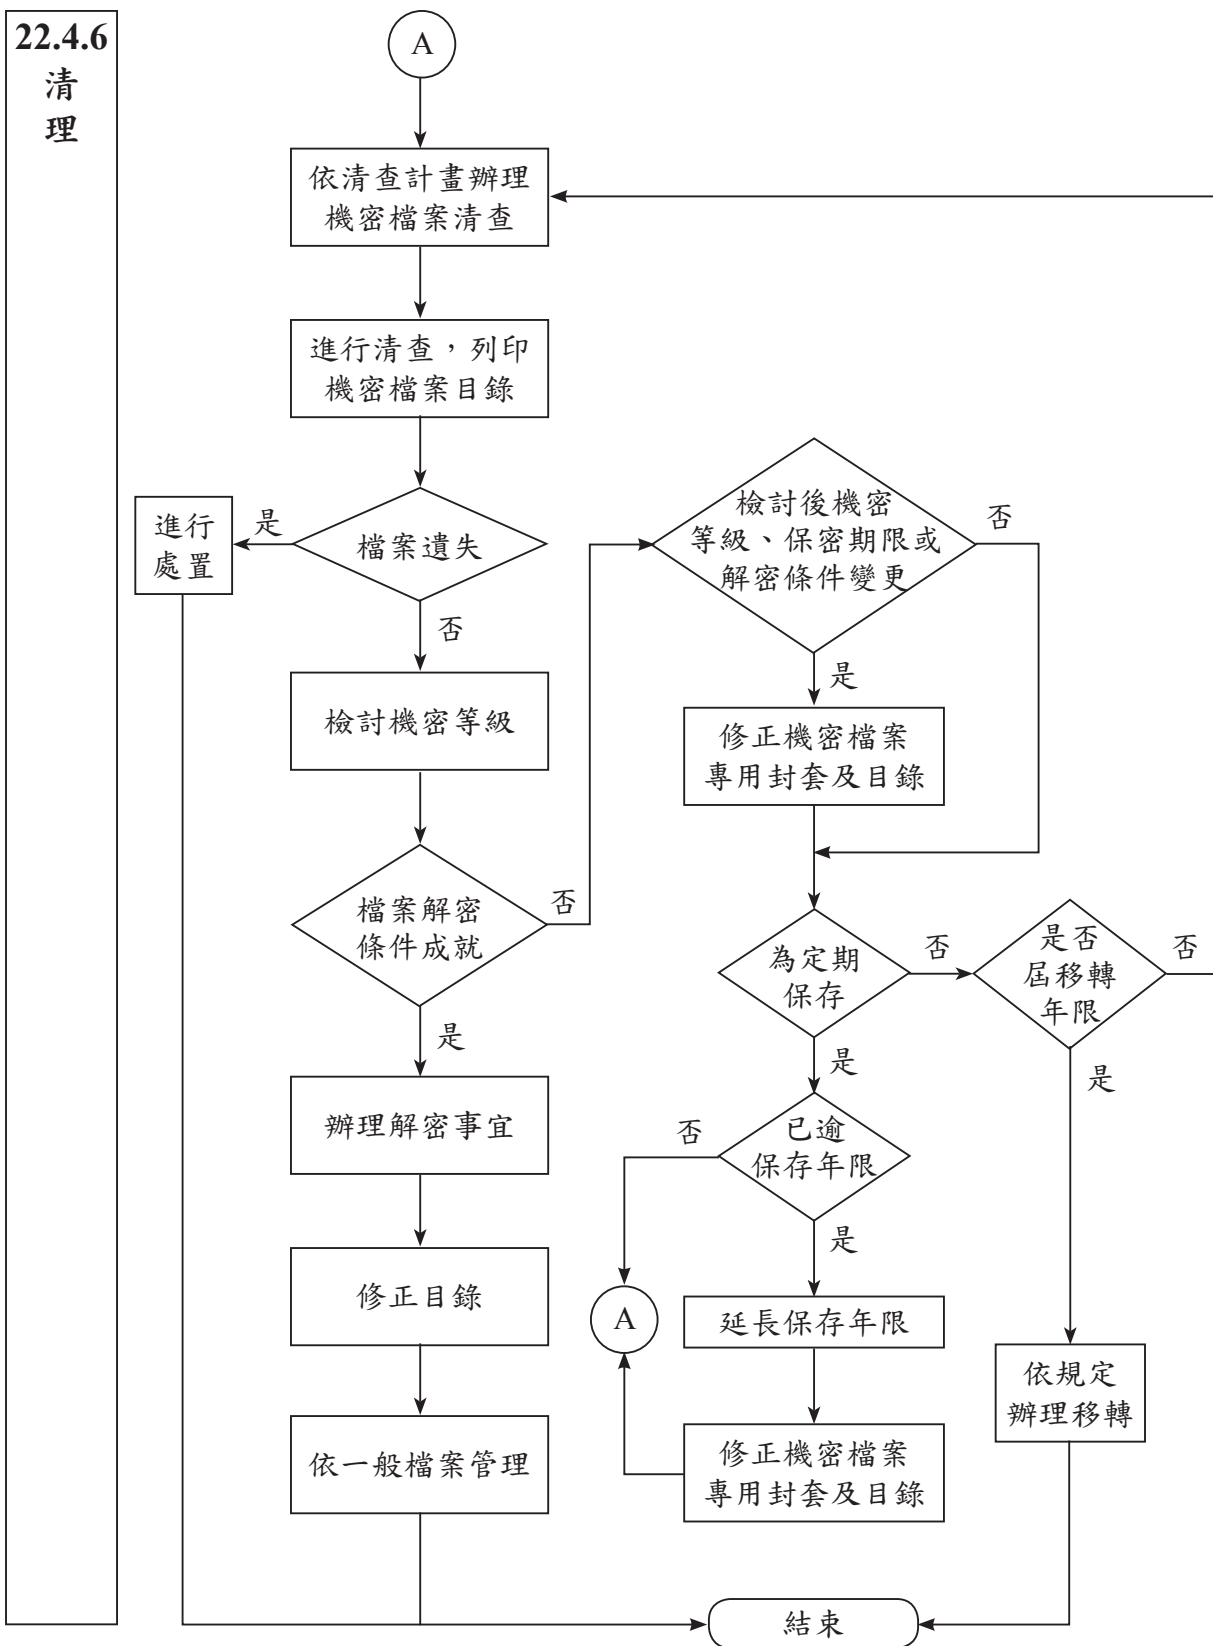 22.4.6
清
理
A
依清查計畫辦理
機密檔案清查
進行清查，列印
機密檔案目錄
檔案遺失
是
進行
處置
否
檢討機密等級
檔案解密
條件成就
否
是
辦理解密事宜
修正目錄
依一般檔案管理
檢討後機密
等級、保密期限或
解密條件變更
否
是
修正機密檔案
專用封套及目錄
為定期
保存
否
是否
屆移轉
年限
否
是
是
已逾
保存年限
否
是
A
延長保存年限
修正機密檔案
專用封套及目錄
依規定
辦理移轉
結束